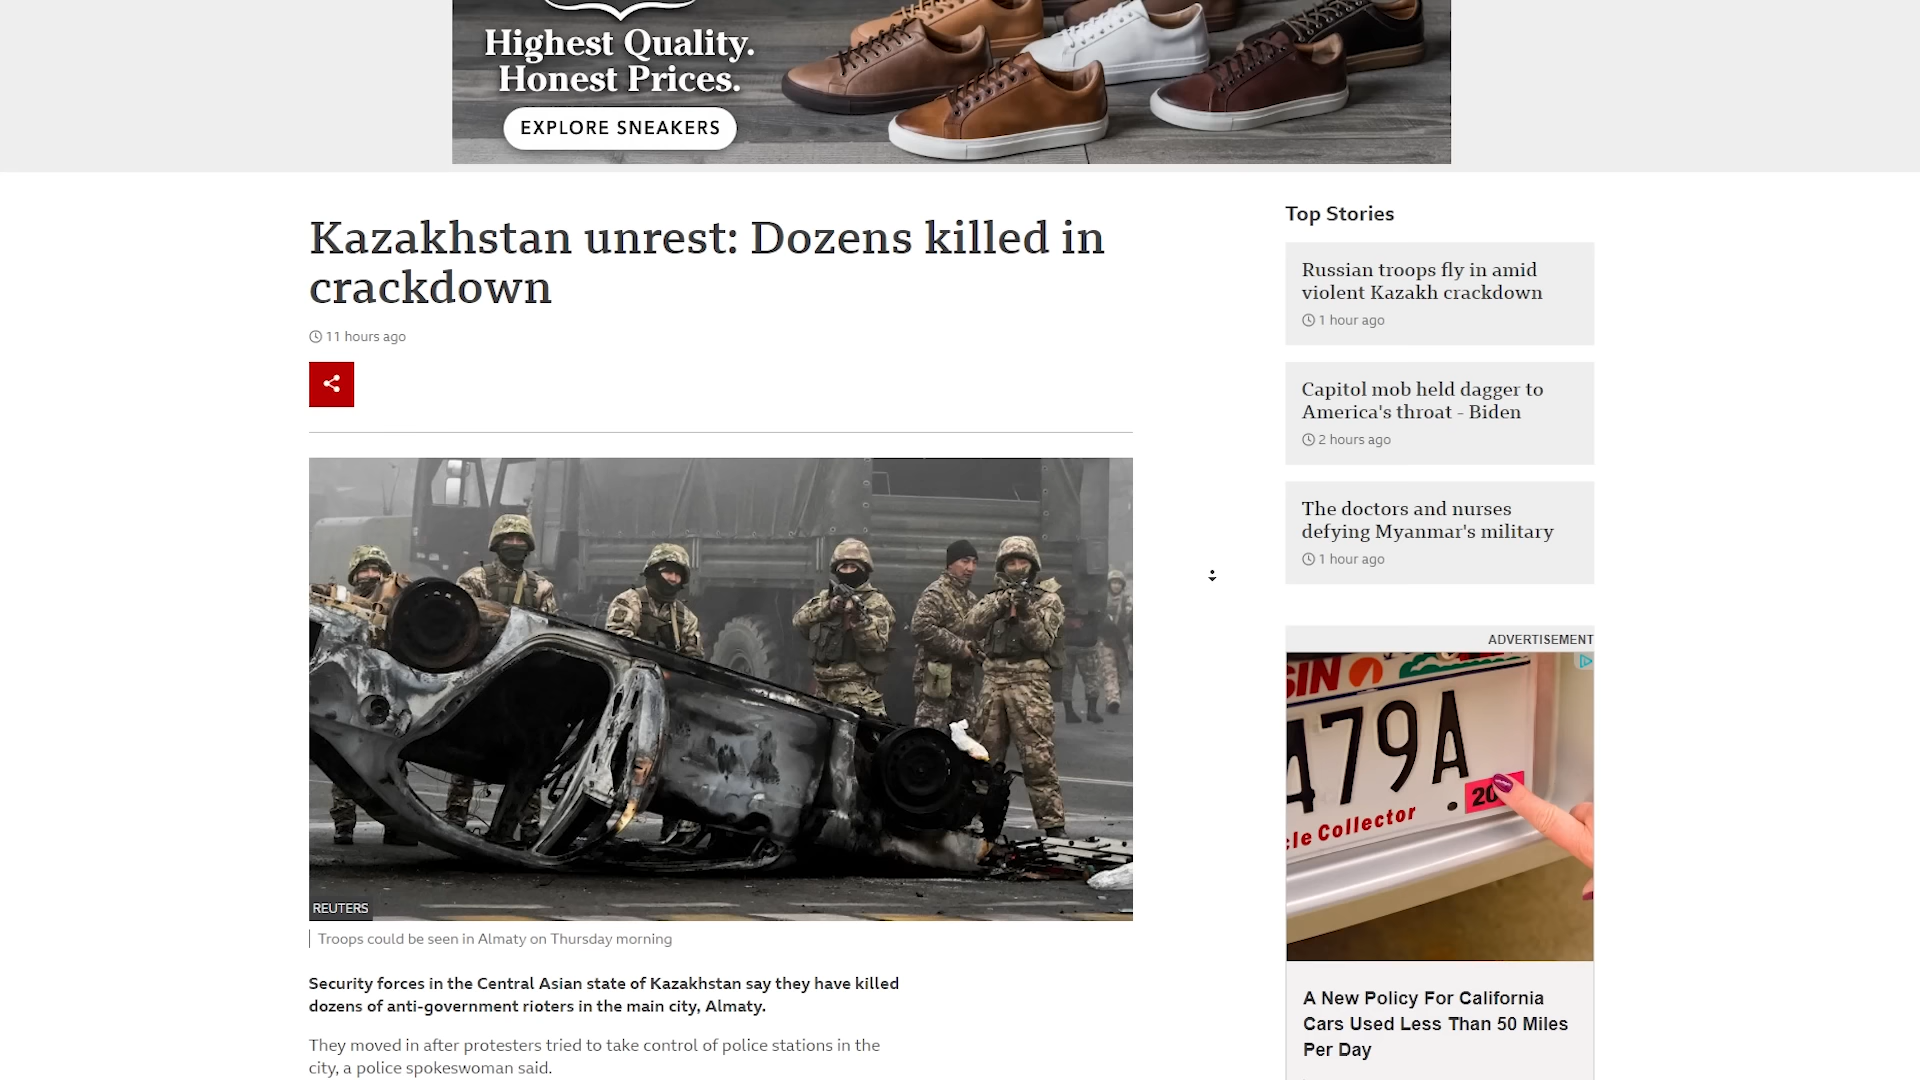 Highest Quality.
Honest Prices.
EXPLORE SNEAKERS
Kazakhstan unrest: Dozens killed in
crackdown
11 hours ago
REUTERS
Troops could be seen in Almaty on Thursday morning
Security forces in the Central Asian state of Kazakhstan say they have killed
dozens of anti-government rioters in the main city, Almaty.
They moved in after protesters tried to take control of police stations in the
city, a police spokeswoman said.
Top Stories
Russian troops fly in amid
violent Kazakh crackdown
1 hour ago
Capitol mob held dagger to
America's throat - Biden
2 hours ago
The doctors and nurses
defying Myanmar's military
1 hour ago
ADVERTISEMENT
SIN
A79A
20
cle Collector
A New Policy For California
Cars Used Less Than 50 Miles
Per Day